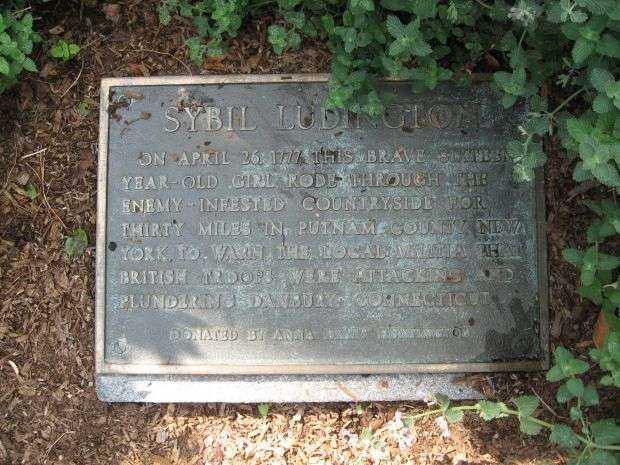 SYBIL LUDINGTON
ON APRIL 26, 1777 THIS BRAVE SIXTEEN
YEAR-OLD GIRL RODE THROUGH THE
ENEMY-INFESTED COUNTRYSIDE FOR
THIRTY MILES IN PUTNAM COUNTY, NEW
YORK, TO WARN THE LOCAL MILITIA THAT
BRITISH TROOPS WERE ATTACKING AND
PLUNDERING DANBURY, CONNECTICUT
DONATED BY ANNA HYATT HUNTINGTON